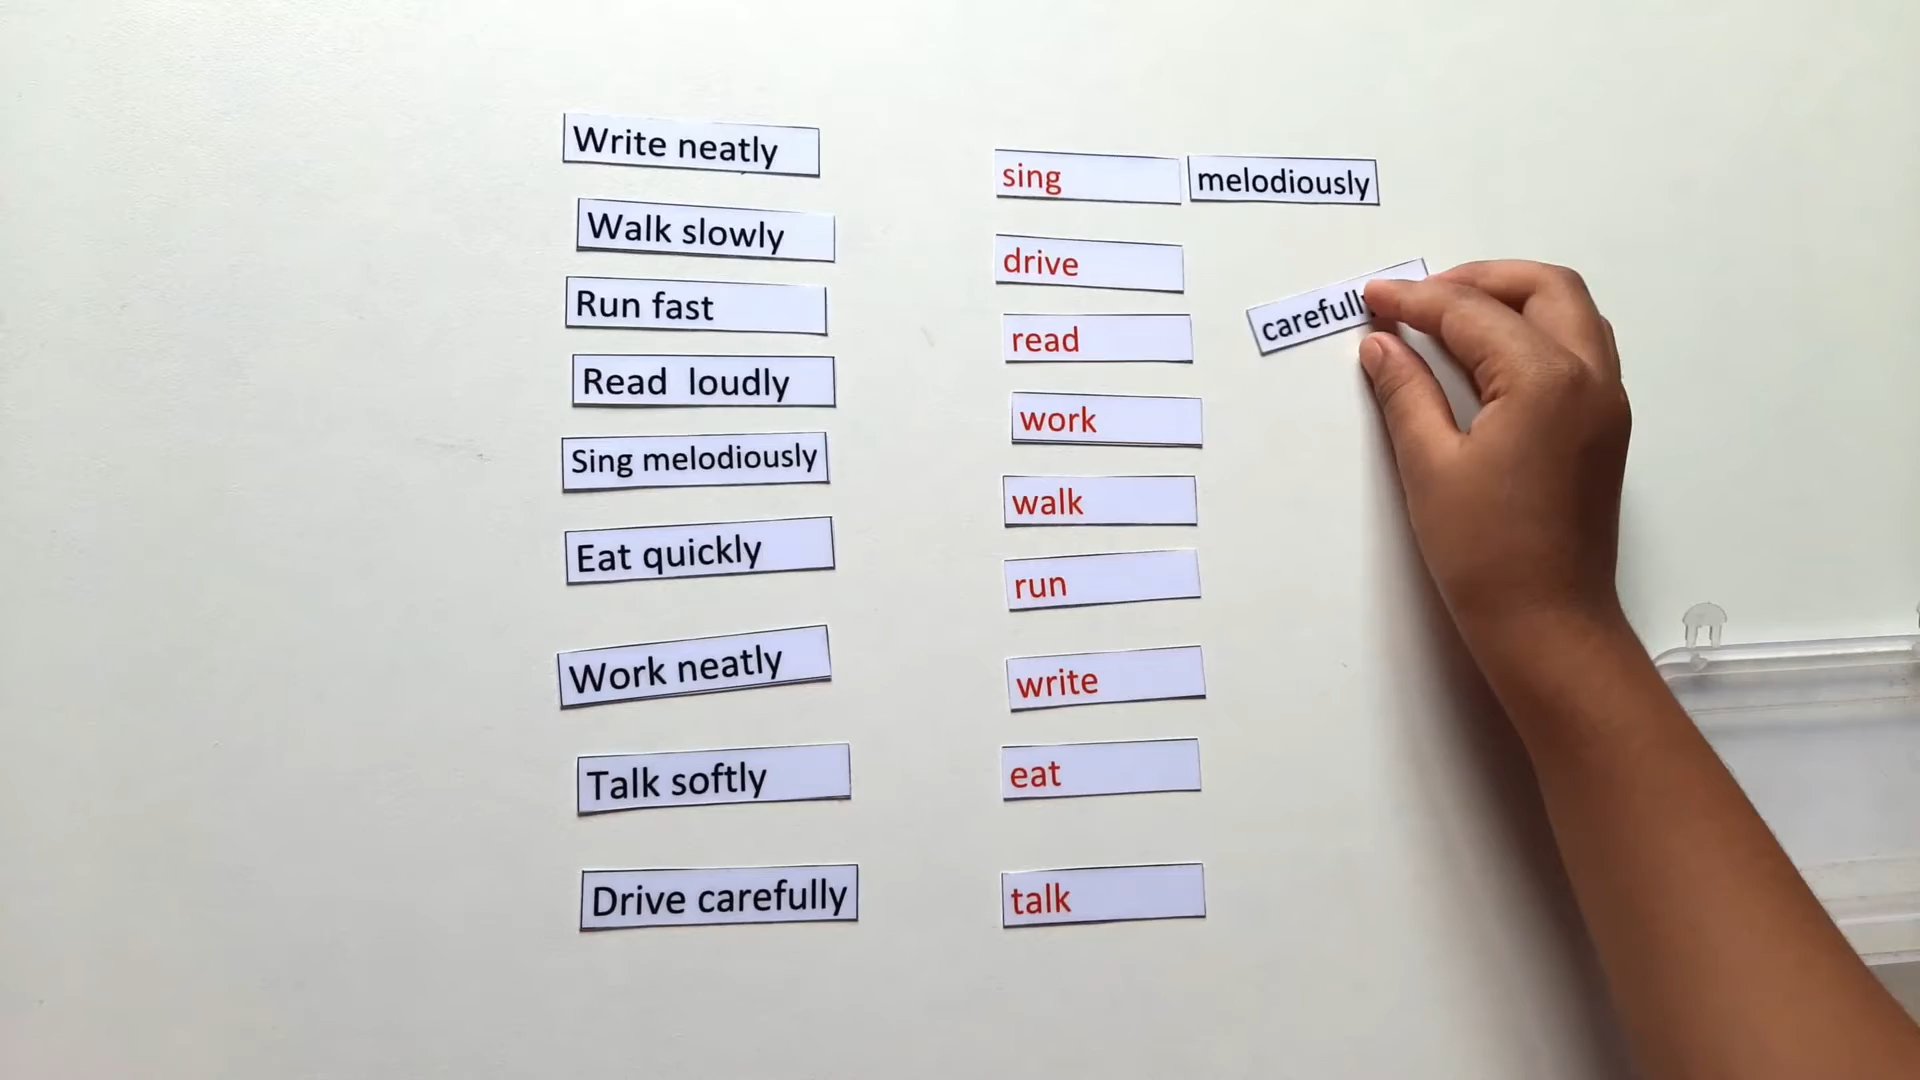 Write neatly
Walk slowly
Run fast
Read loudly
Sing melodiously
Eat quickly
Work neatly
Talk softly
Drive carefully
sing melodiously
drive carefully
read
work
walk
run
write
eat
talk